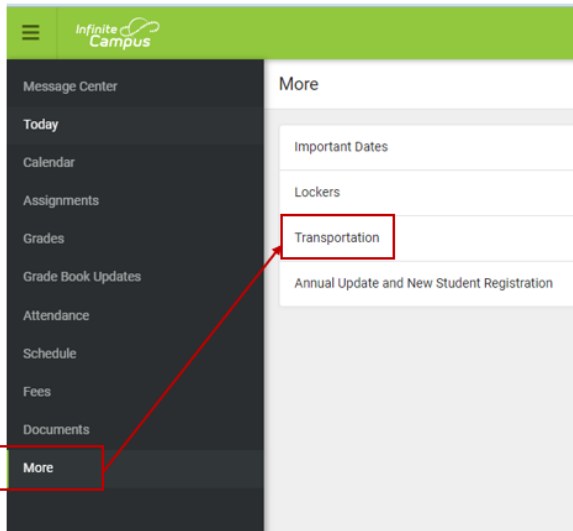 Infinite
Campus
Message Center
Today
Calendar
Assignments
Grades
Grade Book Updates
Attendance
Schedule
Fees
Documents
More
More
Important Dates
Lockers
Transportation
Annual Update and New Student Registration